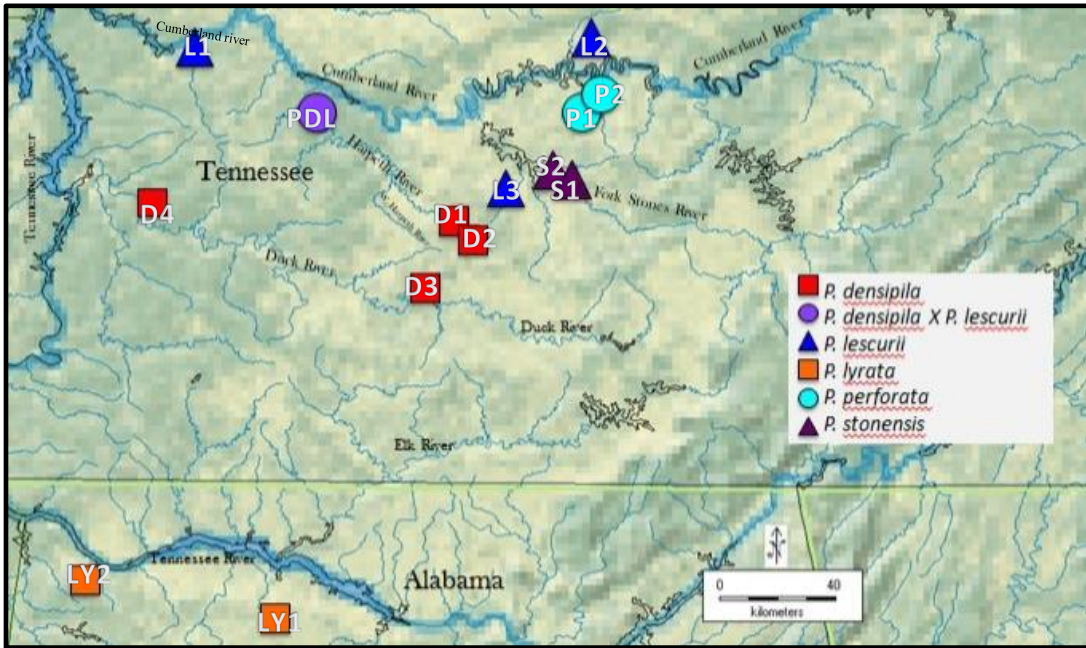 Cumberland river
L1
L2
Cumberland River
Cumberland River
P2
P1
PDL
Tennessee River
Tennessee
Harpeth River
S2
S1
L3
Fork Stones River
D4
D1
D2
Duck River
D3
Duck River
P. densipila
P. densipila X P. lescurii
P. lescurii
P. lyrata
P. perforata
P. stonensis
Elk River
Tennessee River
LY2
Alabama
LY1
0 40
kilometers